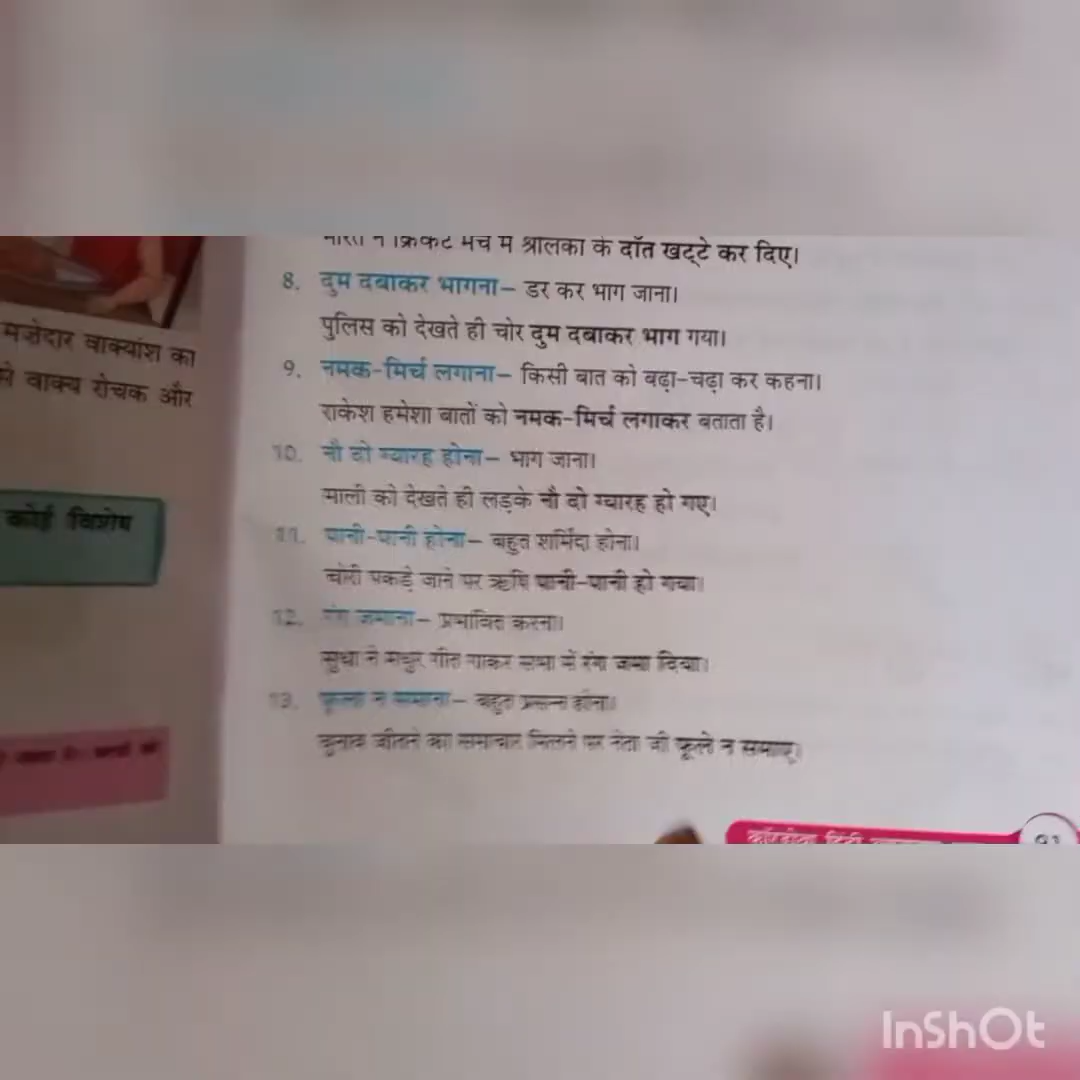 मजेदार वाक्यांश का
वाक्य रोचक और
कोई विशेष
के दाँत खट्टे कर दिए।
8. दुम दबाकर भागना– डर कर भाग जाना।
पुलिस को देखते ही चोर दुम दबाकर भाग गया।
9. नमक-मिर्च लगाना– किसी बात को बढ़ा-चढ़ा कर कहना।
राकेश हमेशा बातों को नमक-मिर्च लगाकर बताता है।
10. नौ दो ग्यारह होना– भाग जाना।
माली को देखते ही लड़के नौ दो ग्यारह हो गए।
11. पानी-पानी होना– बहुत शर्मिंदा होना।
चोरी पकड़े जाने पर ऋषि पानी-पानी हो गया।
12. रंग जमाना– प्रभावित करना।
सुधा ने मधुर गीत गाकर सभा में रंग जमा दिया।
13. फूला न समाना– बहुत प्रसन्न होना।
चुनाव जीतने का समाचार मिलने पर नेता जी फूले न समाए।
InShOt